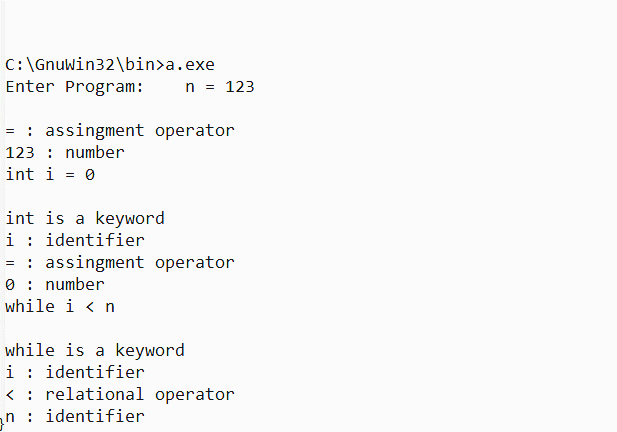 C:\GnuWin32\bin>a.exe
Enter Program:    n = 123
= : assingment operator
123 : number
int i = 0
int is a keyword
i : identifier
= : assingment operator
0 : number
while i < n
while is a keyword
i : identifier
< : relational operator
}n : identifier